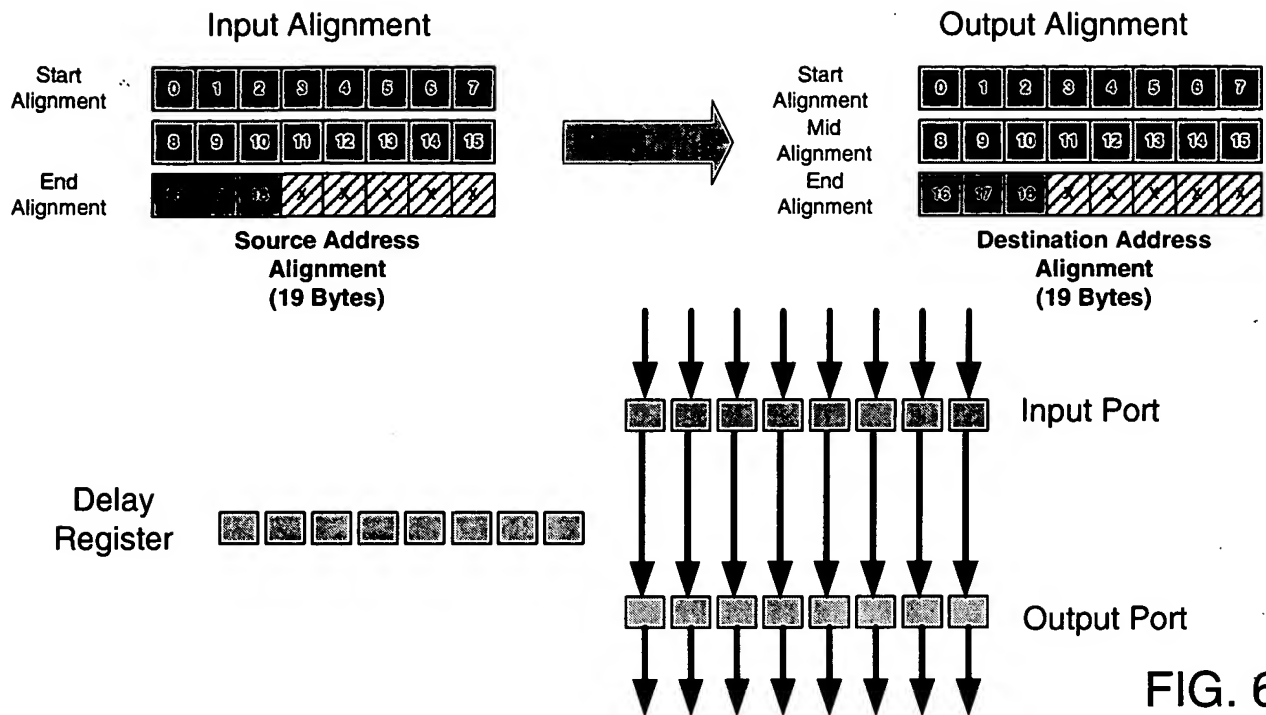 Input Alignment
Output Alignment
Start
Alignment
0 1 2 3 4 5 6 7
8 9 10 11 12 13 14 15
End
Alignment
X X X X X
Source Address
Alignment
(19 Bytes)
Start
Alignment
0 1 2 3 4 5 6 7
Mid
Alignment
8 9 10 11 12 13 14 15
End
Alignment
16 17 18 X X X X X
Destination Address
Alignment
(19 Bytes)
Input Port
Delay
Register
Output Port
FIG. 6